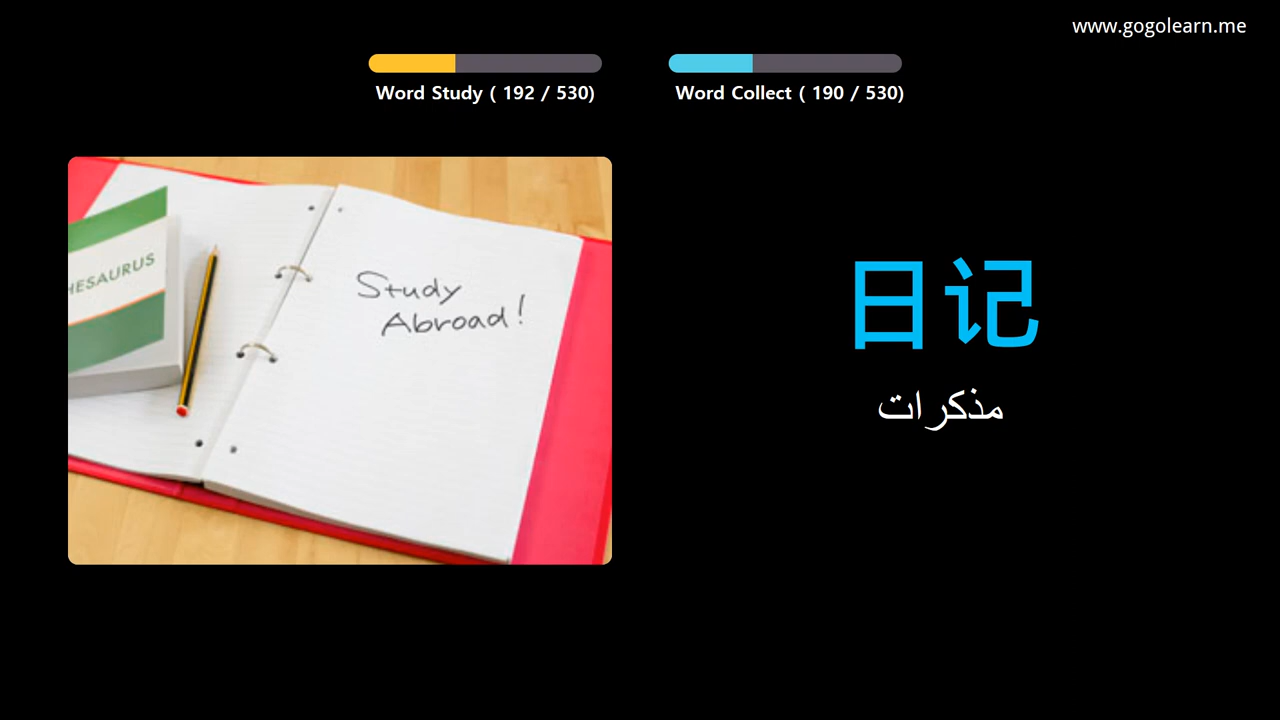 www.gogolearn.me
Word Study ( 192 / 530)
Word Collect ( 190 / 530)
HESAURUS
Study
Abroad!
日记
مذكرات